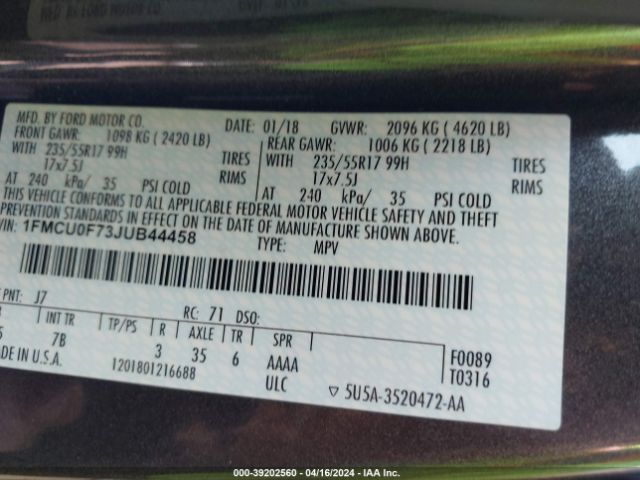 MFD. BY FORD MOTOR CO.
DATE: 01/18 GVWR: 2096 KG ( 4620 LB)
FRONT GAWR: 1098 KG ( 2420 LB)
REAR GAWR: 1006 KG ( 2218 LB)
WITH 235/55R17 99H TIRES
WITH 235/55R17 99H TIRES
17x7.5J RIMS
17x7.5J RIMS
AT 240 kPa/ 35 PSI COLD
AT 240 kPa/ 35 PSI COLD
THIS VEHICLE CONFORMS TO ALL APPLICABLE FEDERAL MOTOR VEHICLE SAFETY AND THEFT
PREVENTION STANDARDS IN EFFECT ON THE DATE OF MANUFACTURE SHOWN ABOVE.
1FMCU0F73JUB44458 TYPE: MPV
PNT: J7 RC: 71 DSO:
INT TR TP/PS R AXLE TR SPR
7B 3 35 6 AAAA
U.S.A. 1201801216688 ULC
F0089
T0316
5U5A-3520472-AA
000-39202560 - 04/16/2024 - IAA Inc.